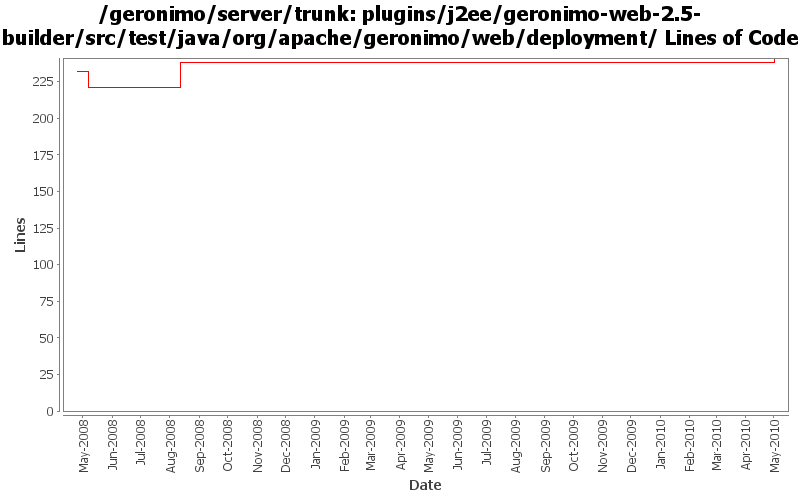 /geronimo/server/trunk: plugins/j2ee/geronimo-web-2.5-
builder/src/test/java/org/apache/geronimo/web/deployment/ Lines of Code
225
200
175
150
125
100
75
50
25
0
Lines
May-2008
Jun-2008
Jul-2008
Aug-2008
Sep-2008
Oct-2008
Nov-2008
Dec-2008
Jan-2009
Feb-2009
Mar-2009
Apr-2009
May-2009
Jun-2009
Jul-2009
Aug-2009
Sep-2009
Oct-2009
Nov-2009
Dec-2009
Jan-2010
Feb-2010
Mar-2010
Apr-2010
May-2010
Date